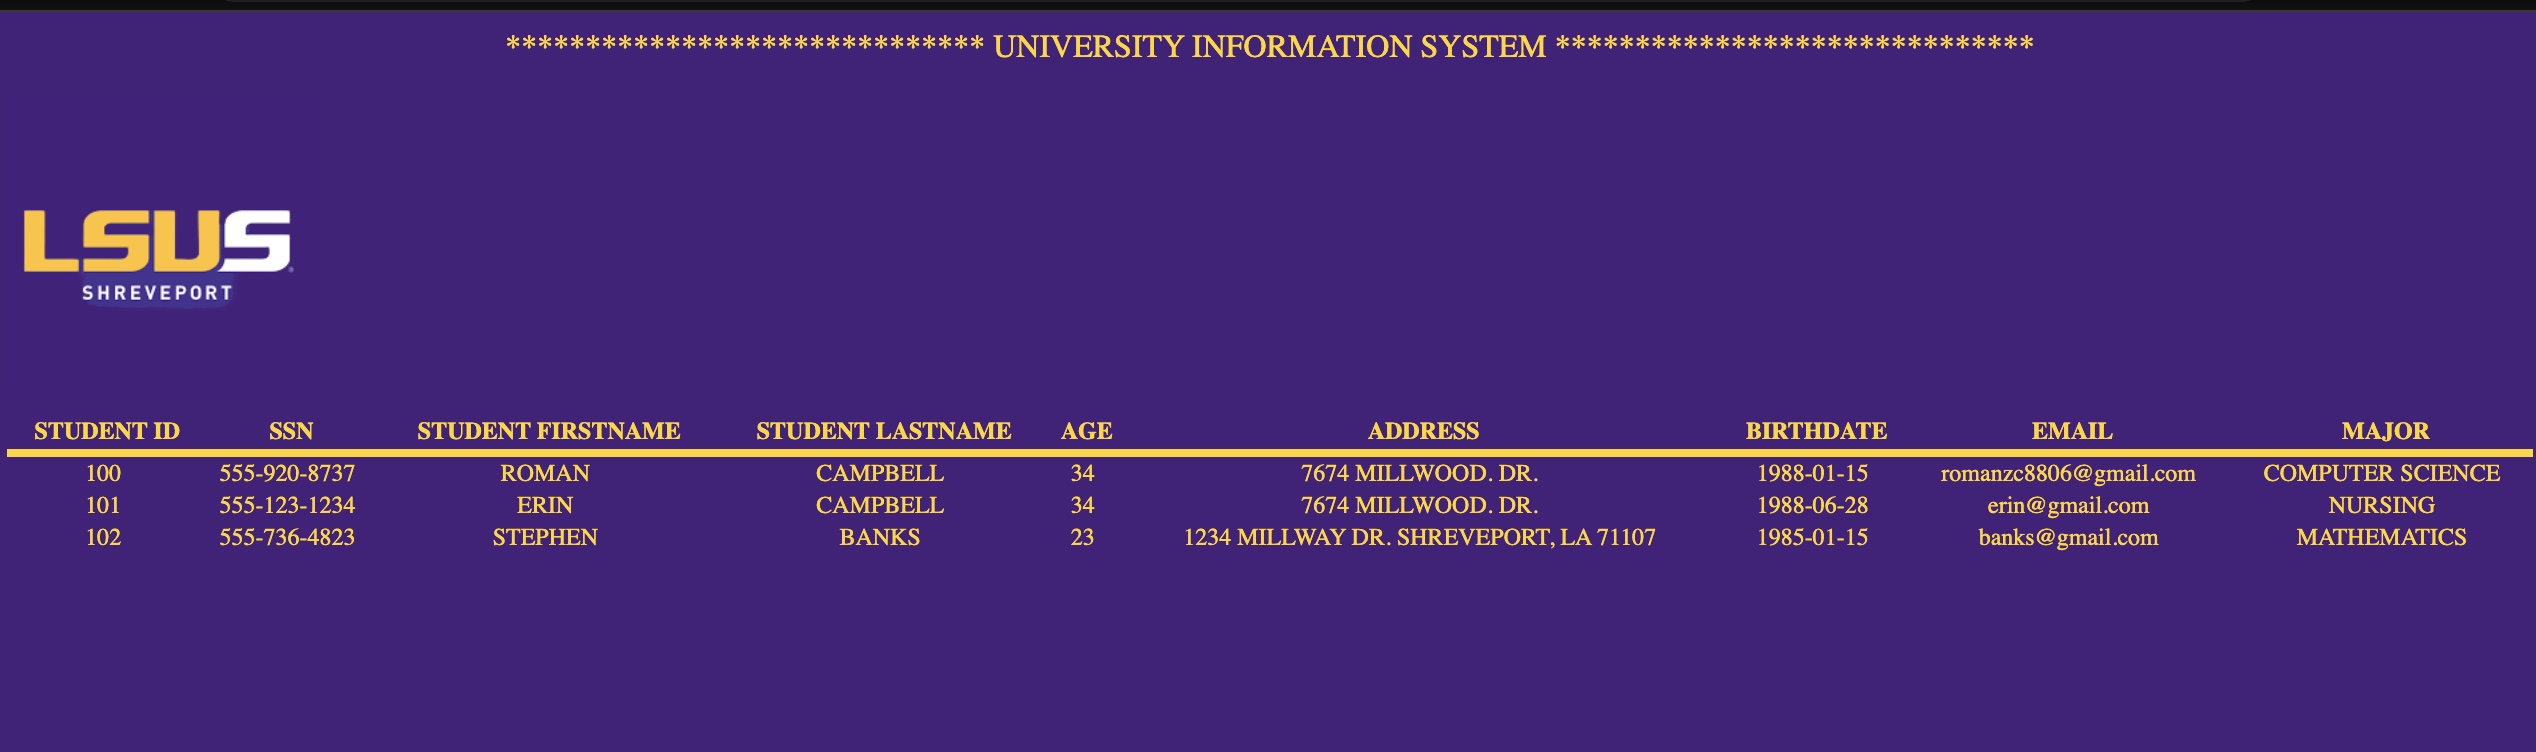 ****************************** UNIVERSITY INFORMATION SYSTEM ******************************
LSUS
SHREVEPORT
STUDENT ID SSN STUDENT FIRSTNAME STUDENT LASTNAME AGE ADDRESS BIRTHDATE EMAIL MAJOR
100 555-920-8737 ROMAN CAMPBELL 34 7674 MILLWOOD. DR. 1988-01-15 romanzc8806@gmail.com COMPUTER SCIENCE
101 555-123-1234 ERIN CAMPBELL 34 7674 MILLWOOD. DR. 1988-06-28 erin@gmail.com NURSING
102 555-736-4823 STEPHEN BANKS 23 1234 MILLWAY DR. SHREVEPORT, LA 71107 1985-01-15 banks@gmail.com MATHEMATICS